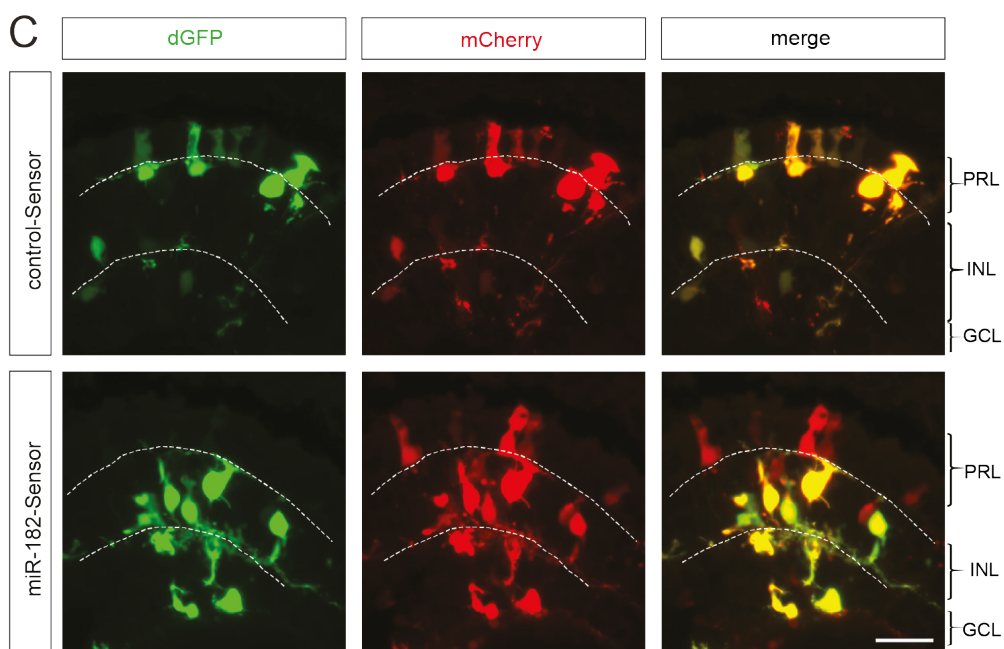 C
dGFP
mCherry
merge
control-Sensor
PRL
INL
GCL
miR-182-Sensor
PRL
INL
GCL